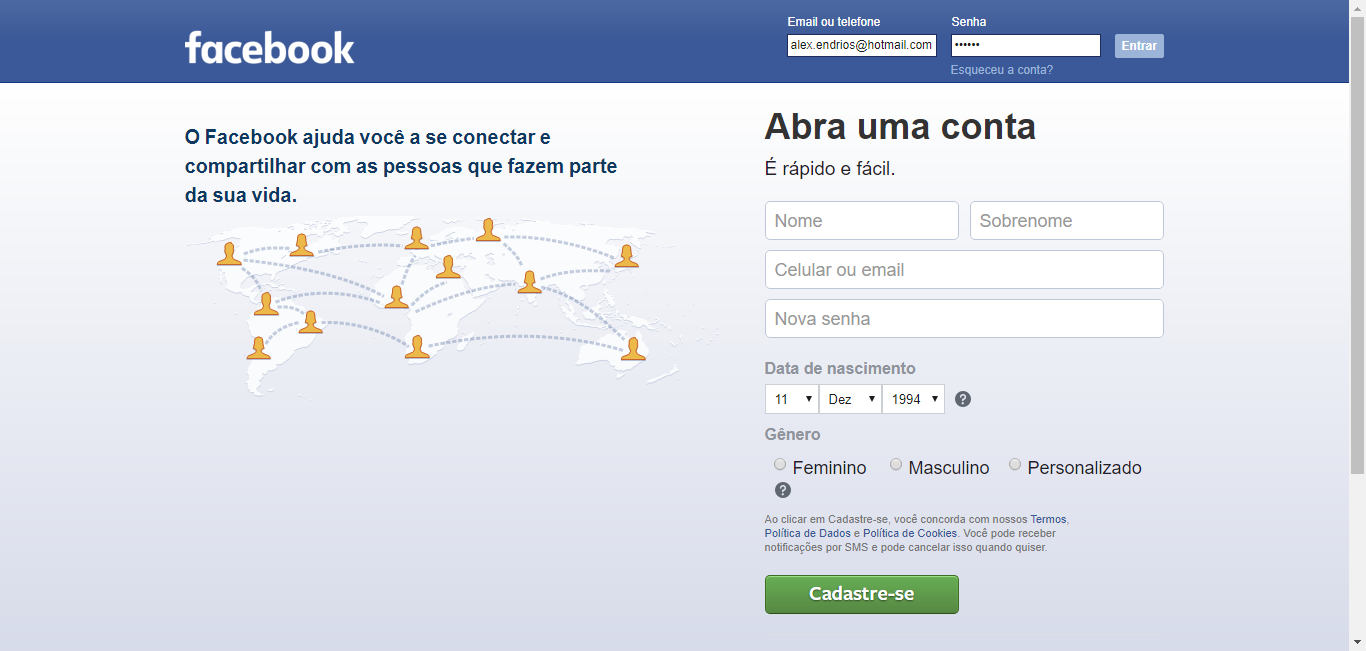 facebook
Email ou telefone
Senha
alex.endrios@hotmail.com
••••••
Entrar
Esqueceu a conta?
O Facebook ajuda você a se conectar e
compartilhar com as pessoas que fazem parte
da sua vida.
Abra uma conta
É rápido e fácil.
Nome
Sobrenome
Celular ou email
Nova senha
Data de nascimento
11 Dez 1994 ?
Gênero
Feminino Masculino Personalizado
?
Ao clicar em Cadastre-se, você concorda com nossos Termos,
Política de Dados e Política de Cookies. Você pode receber
notificações por SMS e pode cancelar isso quando quiser.
Cadastre-se